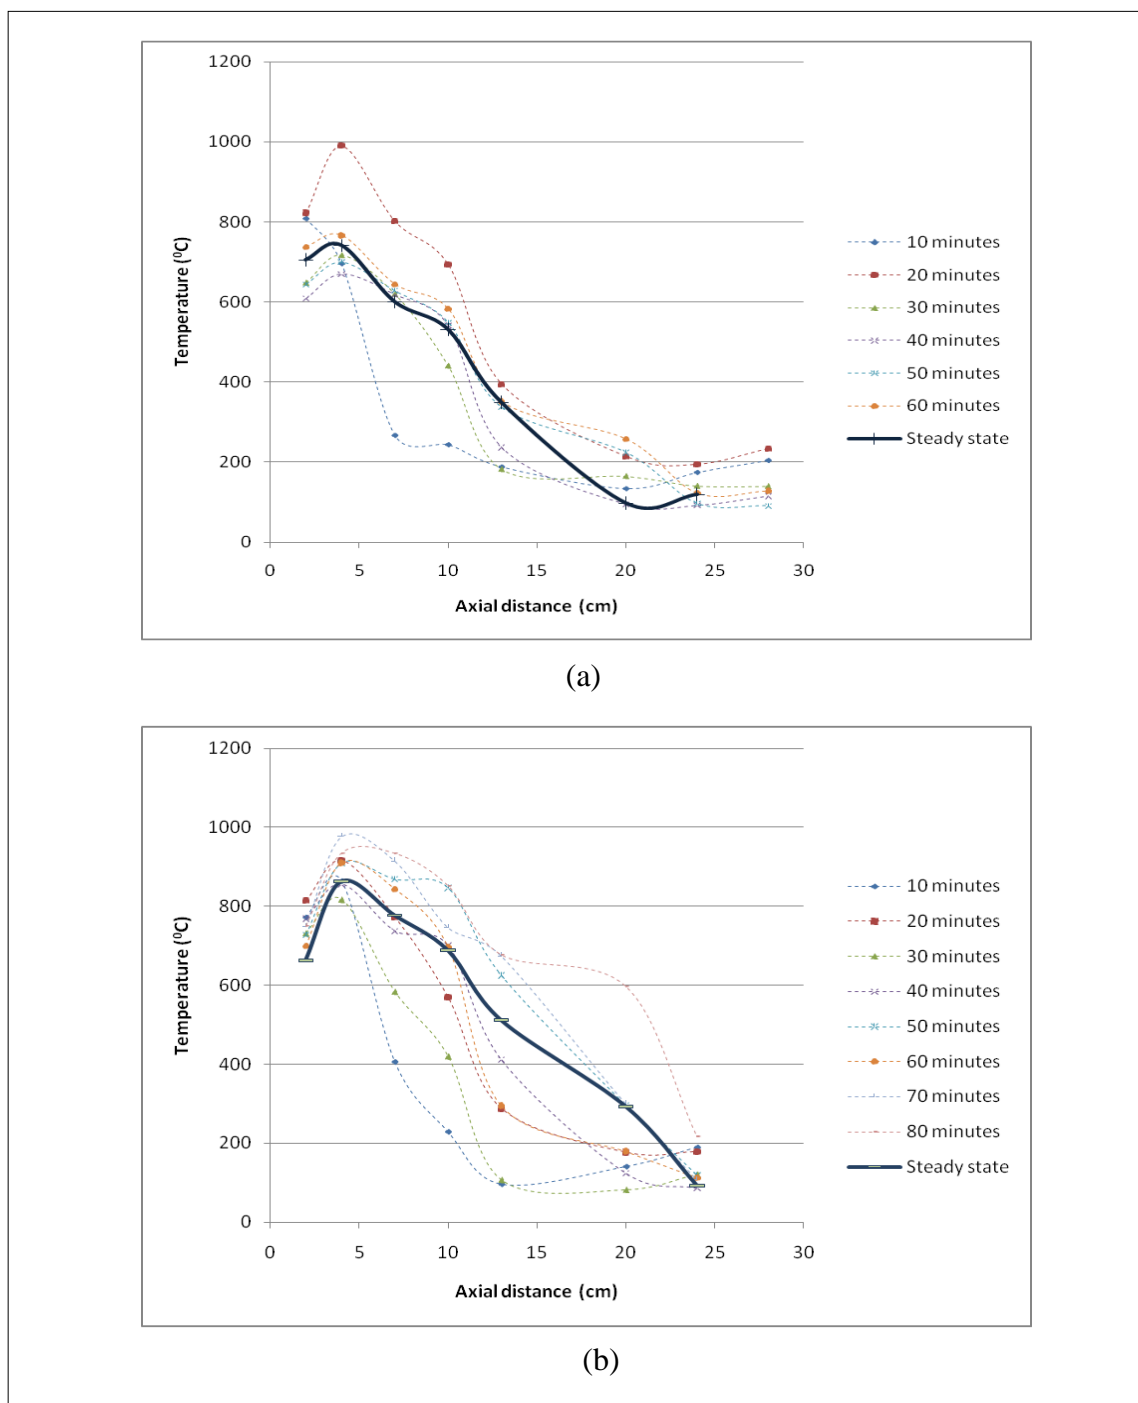 1200
1000
800
600
400
200
0
0 5 10 15 20 25 30
Temperature (⁰C)
Axial distance (cm)
10 minutes
20 minutes
30 minutes
40 minutes
50 minutes
60 minutes
Steady state
(a)
1200
1000
800
600
400
200
0
0 5 10 15 20 25 30
Temperature (⁰C)
Axial distance (cm)
10 minutes
20 minutes
30 minutes
40 minutes
50 minutes
60 minutes
70 minutes
80 minutes
Steady state
(b)